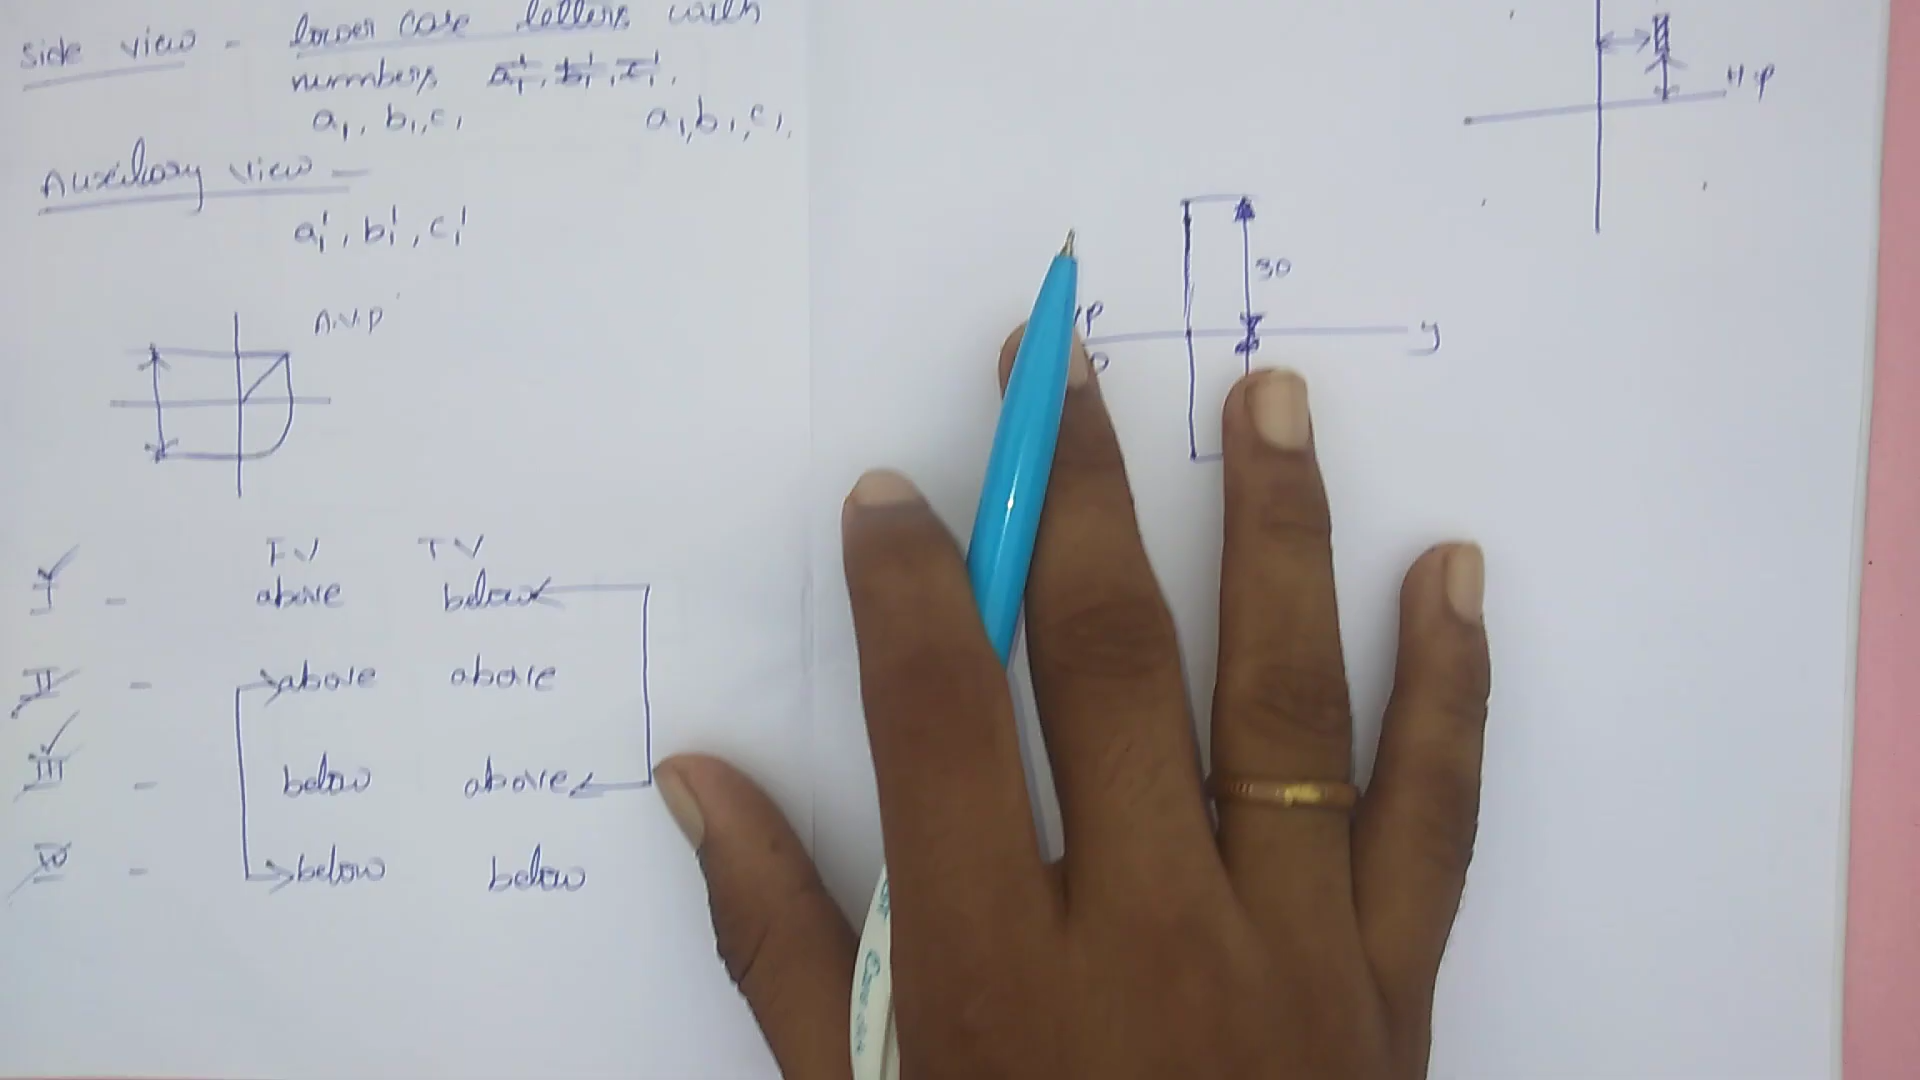 side view - lower case letters with
numbers a₁', b₁', c₁'.
a₁, b₁, c₁ a₁, b₁, c₁,
Auxiliary view -
a₁', b₁', c₁'
A.V.P
FV TV
I - above below
II - above above
III - below above
IV - below below
H.P
30
VP
y